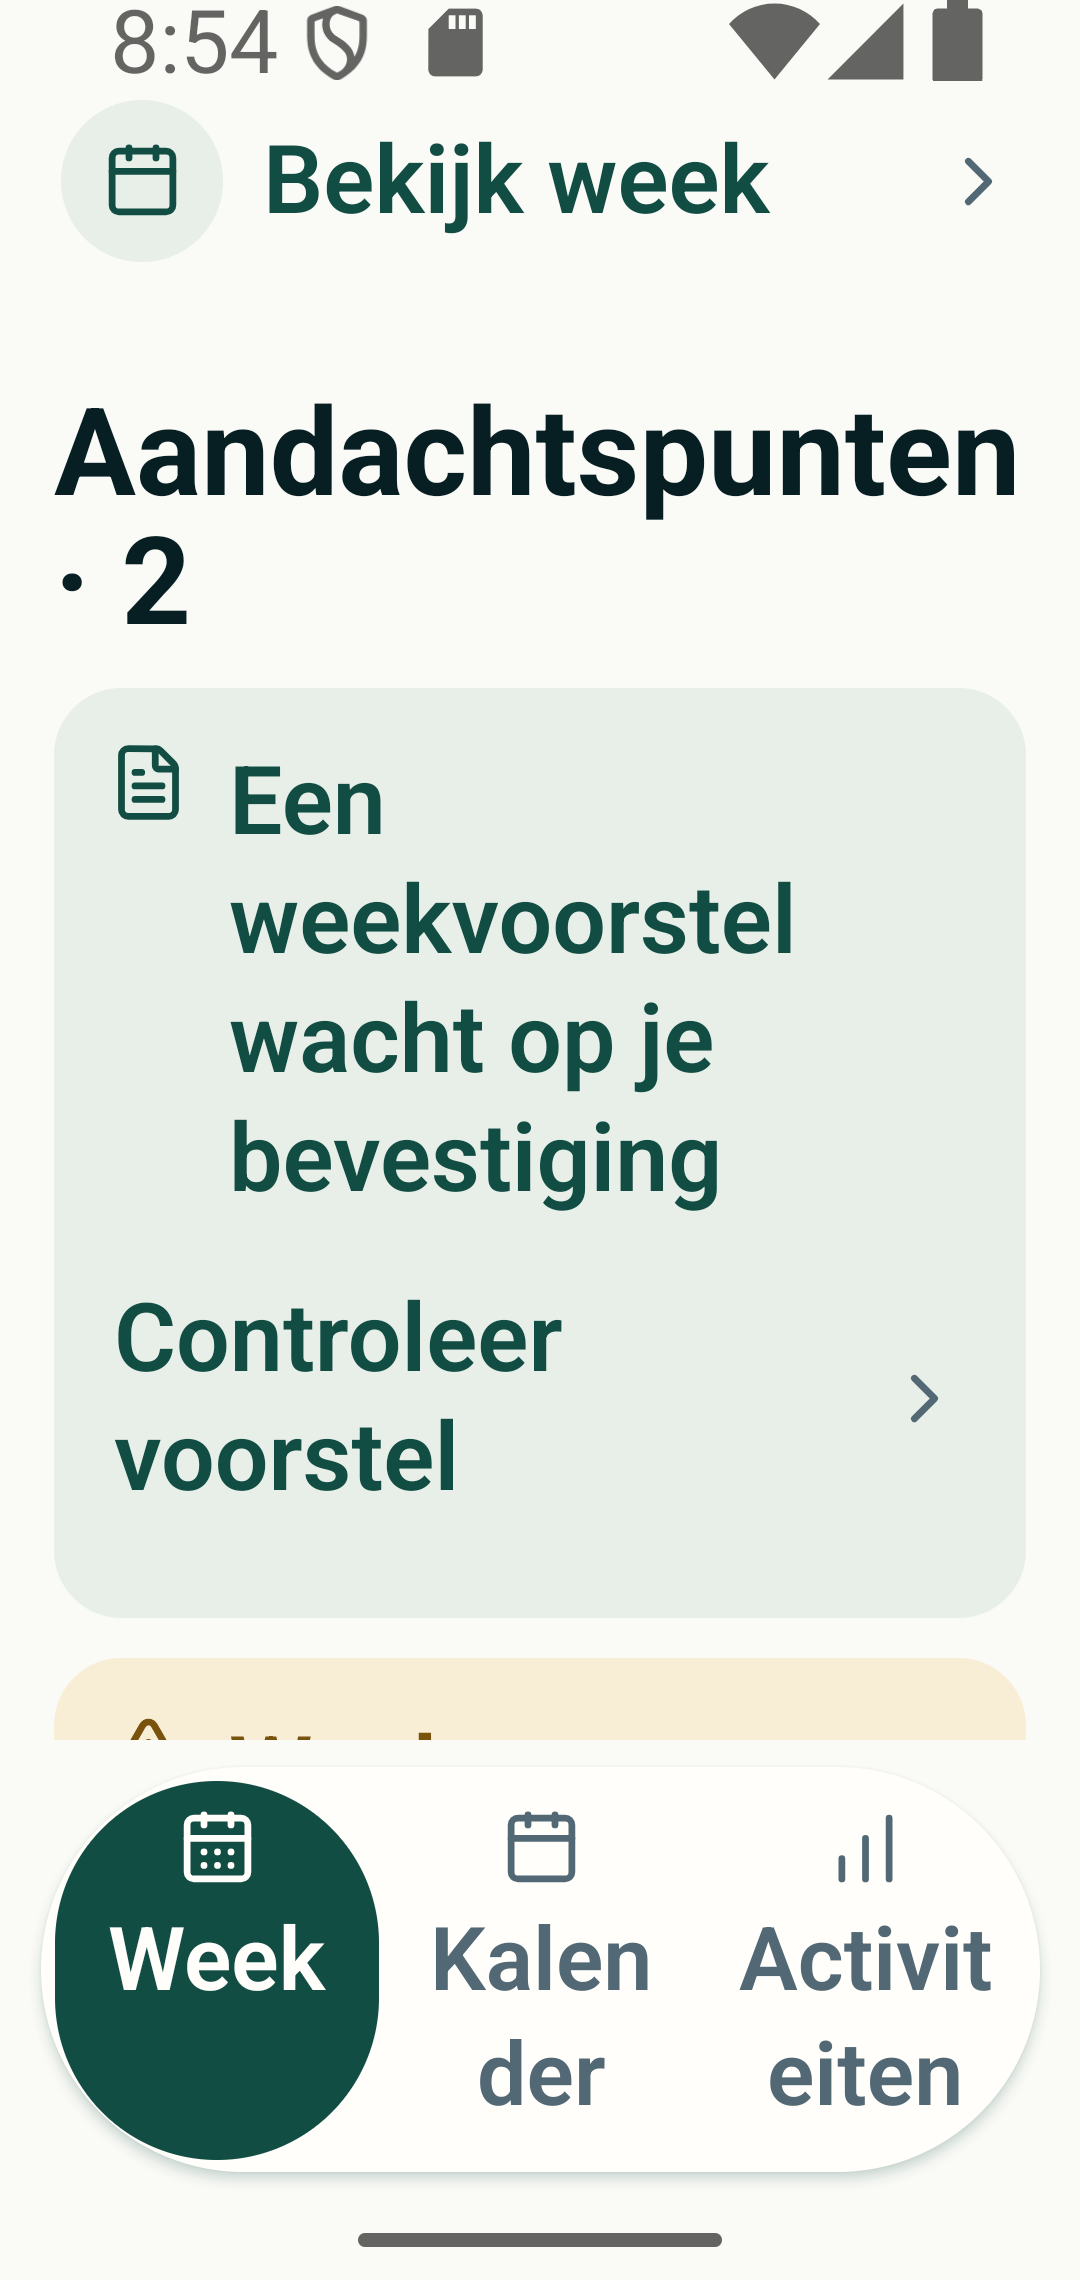 8:54
Bekijk week
Aandachtspunten
· 2
Een
weekvoorstel
wacht op je
bevestiging
Controleer
voorstel
Week
Kalen
der
Activit
eiten